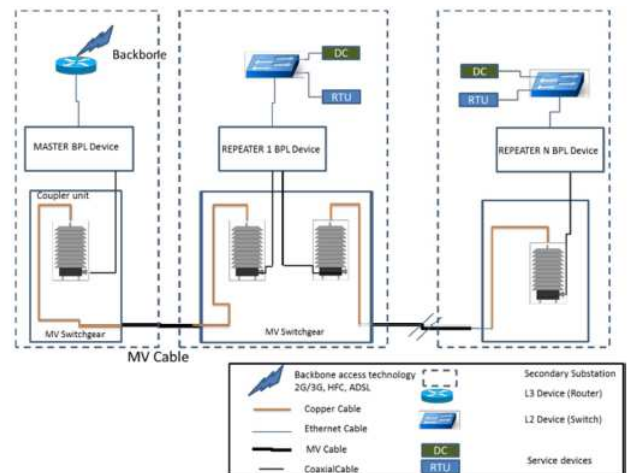 Backbone
DC
RTU
DC
RTU
MASTER BPL Device
REPEATER 1 BPL Device
REPEATER N BPL Device
Coupler unit
MV Switchgear
MV Switchgear
MV Cable
Backbone access technology
2G/3G, HFC, ADSL
Copper Cable
Ethernet Cable
MV Cable
CoaxialCable
Secondary Substation
L3 Device (Router)
L2 Device (Switch)
DC
RTU
Service devices